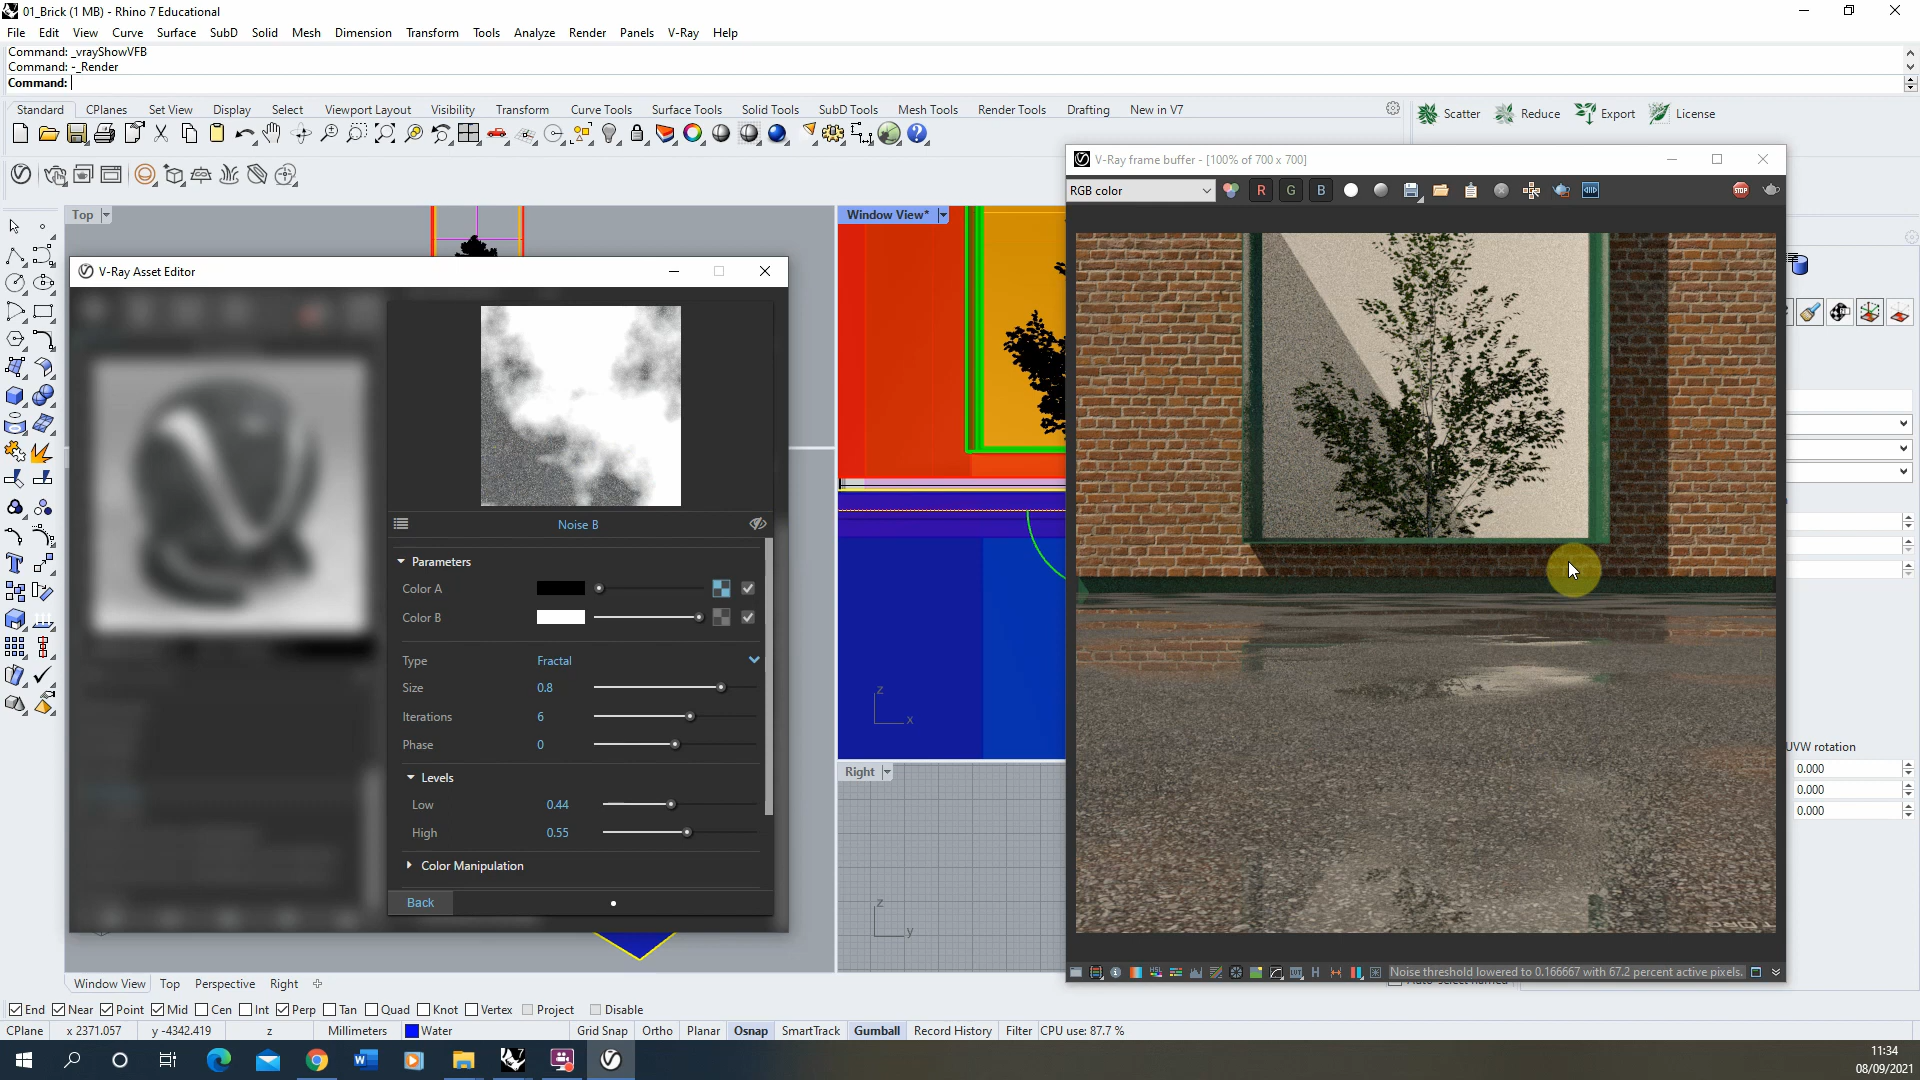 01_Brick (1 MB) - Rhino 7 Educational
File Edit View Curve Surface SubD Solid Mesh Dimension Transform Tools Analyze Render Panels V-Ray Help
Command: _vrayShowVFB
Command: -_Render
Command:
Standard CPlanes Set View Display Select Viewport Layout Visibility Transform Curve Tools Surface Tools Solid Tools SubD Tools Mesh Tools Render Tools Drafting New in V7
Scatter Reduce Export License
V-Ray frame buffer - [100% of 700 x 700]
RGB color R G B STOP
Top
Window View*
V-Ray Asset Editor
Noise B
Parameters
Color A
Color B
Type Fractal
Size 0.8
Iterations 6
Phase 0
Levels
Low 0.44
High 0.55
Color Manipulation
Back
z
x
Right
z
y
UVW rotation
0.000
0.000
0.000
Noise threshold lowered to 0.166667 with 67.2 percent active pixels.
Window View Top Perspective Right
End Near Point Mid Cen Int Perp Tan Quad Knot Vertex Project Disable
CPlane x 2371.057 y -4342.419 z Millimeters Water Grid Snap Ortho Planar Osnap SmartTrack Gumball Record History Filter CPU use: 87.7 %
11:34
08/09/2021